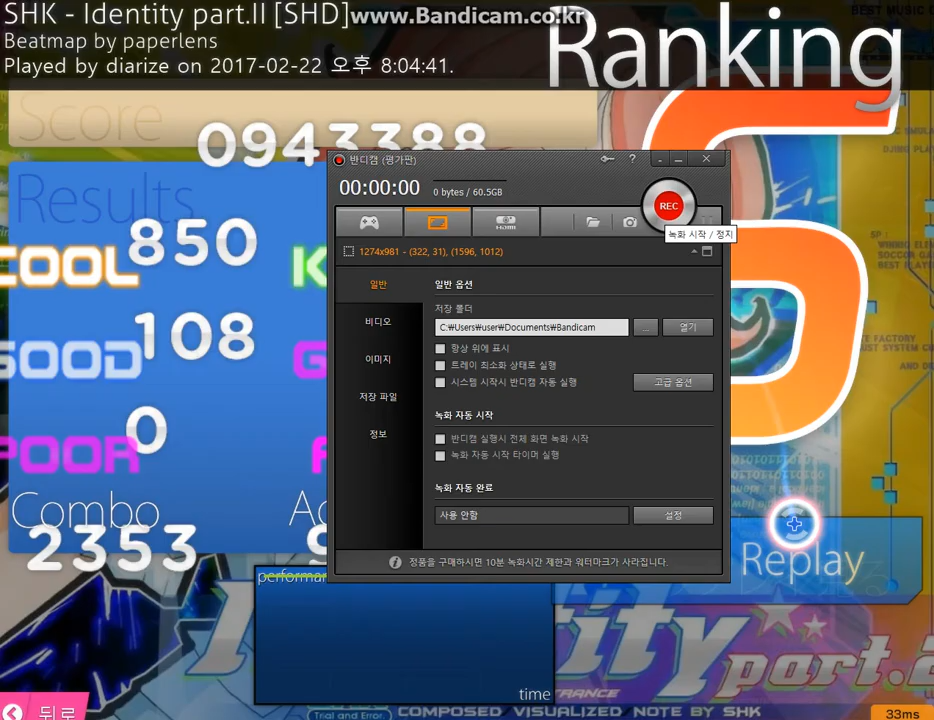 SHK - Identity part.II [SHD]
www.Bandicam.co.kr
Beatmap by paperlens
Played by diarize on 2017-02-22 오후 8:04:41.
Ranking
Score
0943388
Results
COOL 850
GOOD 108
POOR 0
Combo
2353
반디캠 (평가판)
?
00:00:00
0 bytes / 60.5GB
REC
녹화 시작 / 정지
HDMI
1274x981 - (322, 31), (1596, 1012)
일반
비디오
이미지
저장 파일
정보
일반 옵션
저장 폴더
C:₩Users₩user₩Documents₩Bandicam
...
열기
항상 위에 표시
트레이 최소화 상태로 실행
시스템 시작시 반디캠 자동 실행
고급 옵션
녹화 자동 시작
반디캠 실행시 전체 화면 녹화 시작
녹화 자동 시작 타이머 실행
녹화 자동 완료
사용 안함
설정
정품을 구매하시면 10분 녹화시간 제한과 워터마크가 사라집니다.
Replay
performan
time
tity part.2
TRANCE
Trial and Error
COMPOSED VISUALIZED NOTE BY SHK
뒤로
33ms